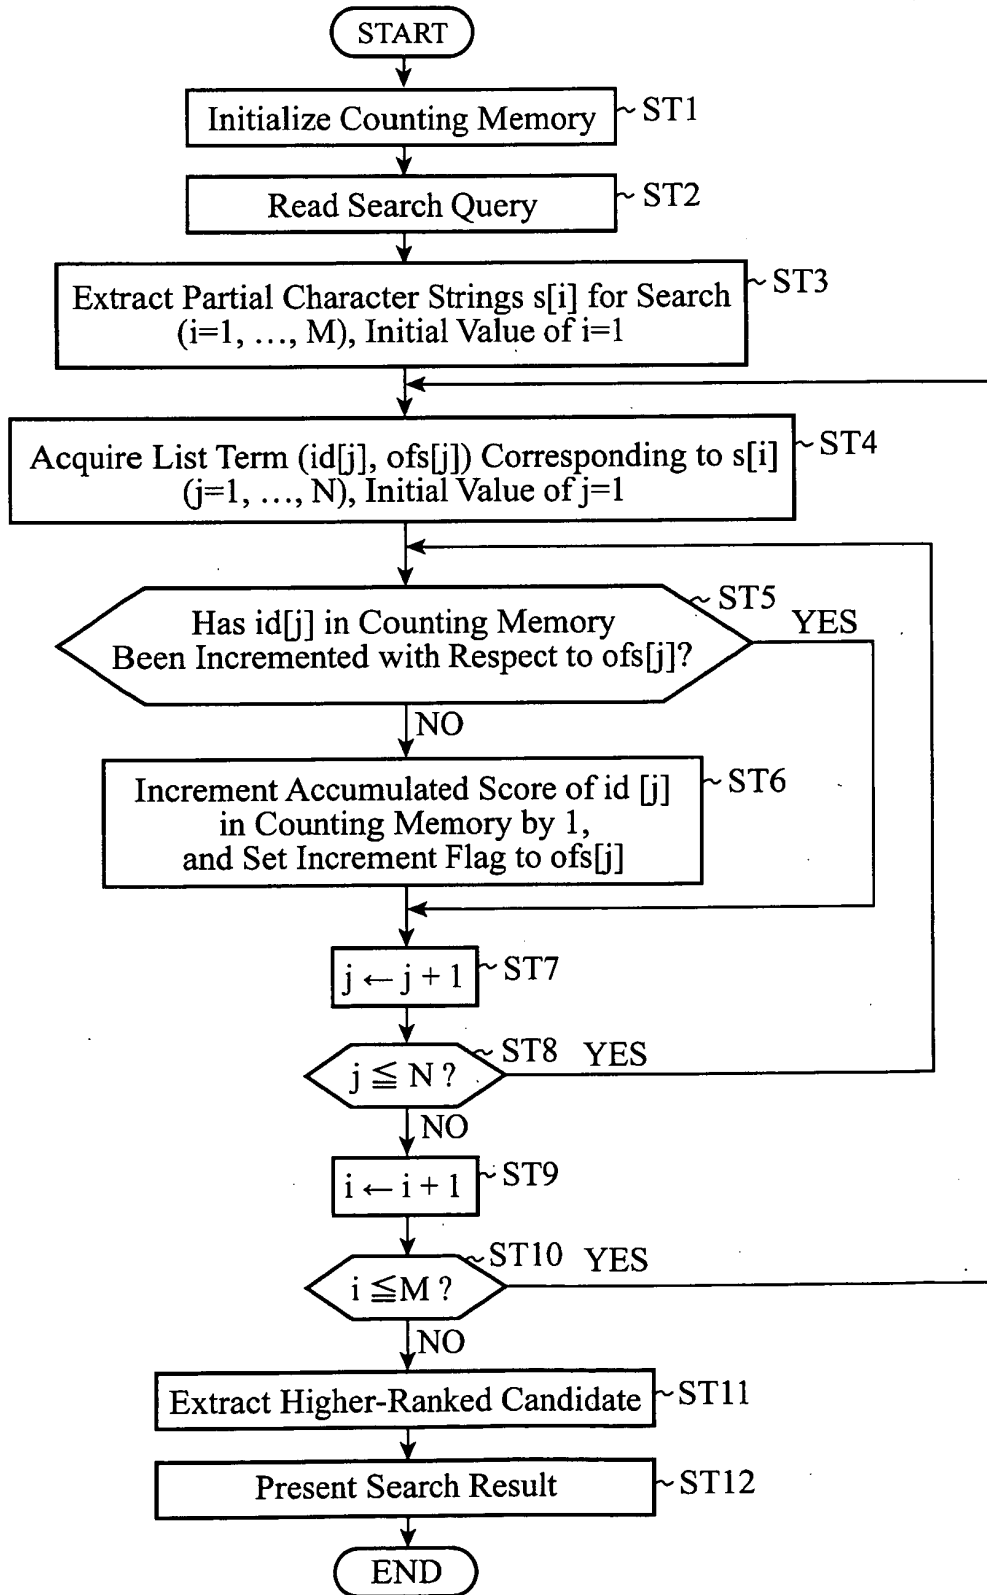 START
Initialize Counting Memory
ST1
Read Search Query
ST2
Extract Partial Character Strings s[i] for Search
(i=1, ..., M), Initial Value of i=1
ST3
Acquire List Term (id[j], ofs[j]) Corresponding to s[i]
(j=1, ..., N), Initial Value of j=1
ST4
Has id[j] in Counting Memory
Been Incremented with Respect to ofs[j]?
ST5
YES
NO
Increment Accumulated Score of id [j]
in Counting Memory by 1,
and Set Increment Flag to ofs[j]
ST6
j ← j + 1
ST7
j ≦ N ?
ST8
YES
NO
i ← i + 1
ST9
i ≦M ?
ST10
YES
NO
Extract Higher-Ranked Candidate
ST11
Present Search Result
ST12
END